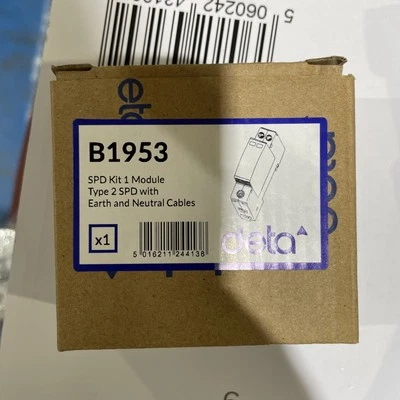 5 060242
eta
B1953
SPD Kit 1 Module
Type 2 SPD with
Earth and Neutral Cables
x1
5 016211 244138
deta